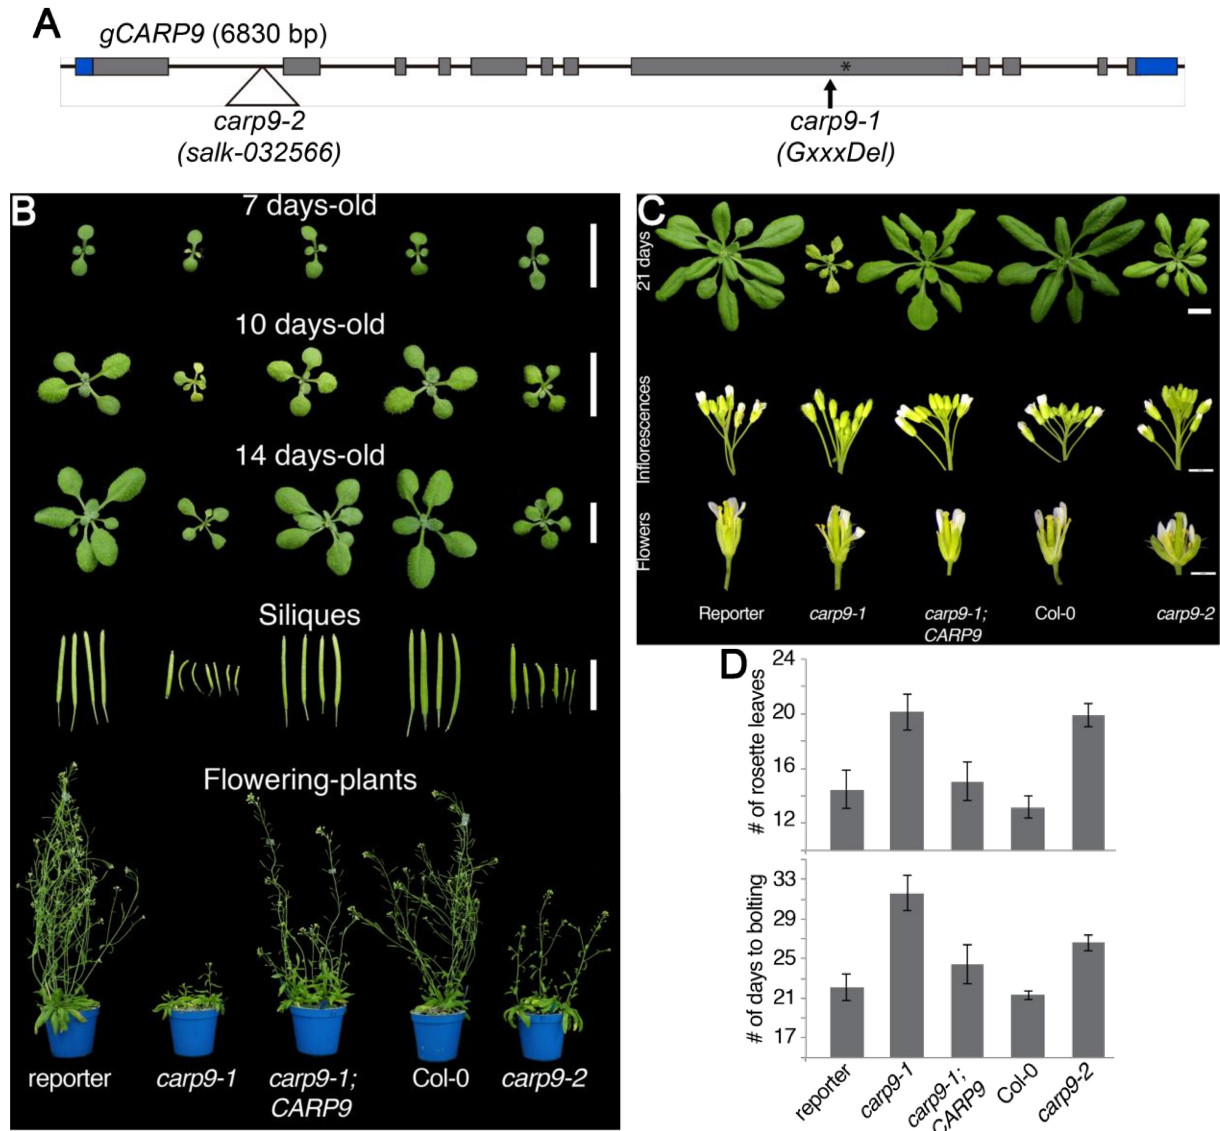 A
gCARP9 (6830 bp)
*
carp9-2
(salk-032566)
carp9-1
(GxxxDel)
B
7 days-old
10 days-old
14 days-old
Siliques
Flowering-plants
reporter
carp9-1
carp9-1;
CARP9
Col-0
carp9-2
C
21 days
Inflorescences
Flowers
Reporter
carp9-1
carp9-1;
CARP9
Col-0
carp9-2
D
# of rosette leaves
24
20
16
12
# of days to bolting
33
29
25
21
17
reporter
carp9-1
carp9-1;
CARP9
Col-0
carp9-2